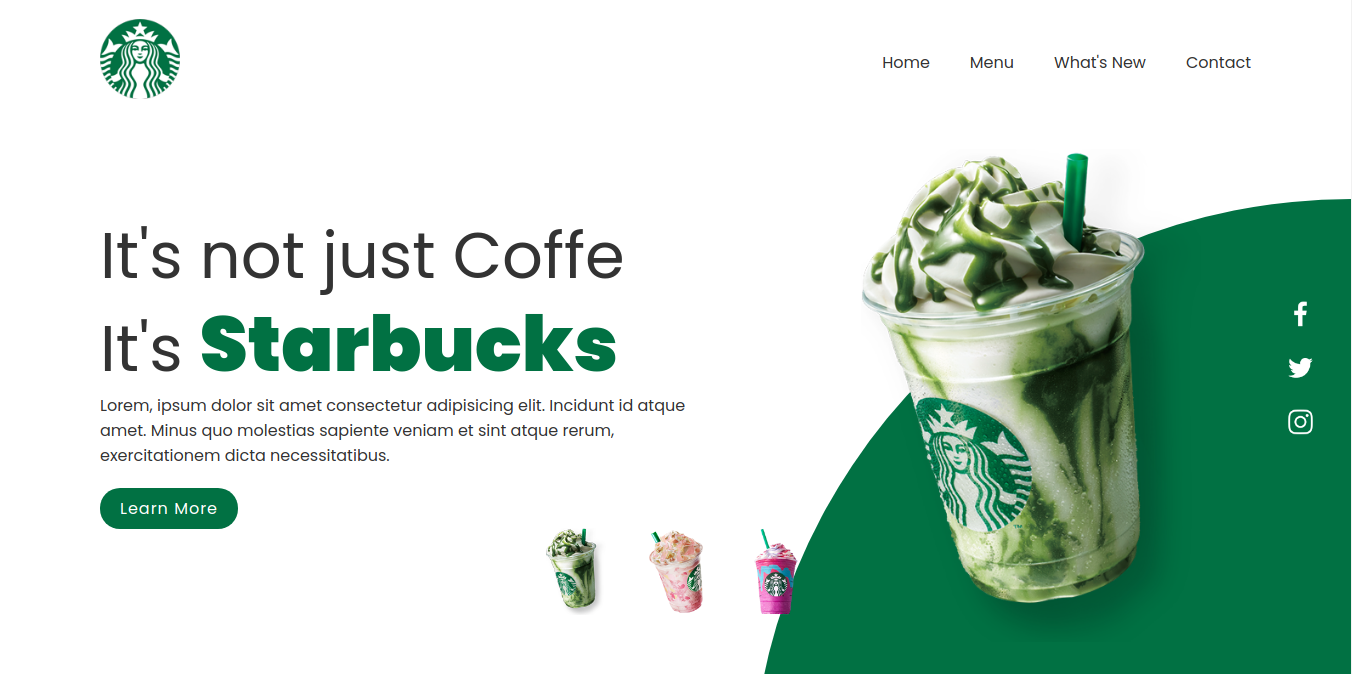 Home Menu What's New Contact
It's not just Coffe
It's Starbucks
Lorem, ipsum dolor sit amet consectetur adipisicing elit. Incidunt id atque
amet. Minus quo molestias sapiente veniam et sint atque rerum,
exercitationem dicta necessitatibus.
Learn More
TM